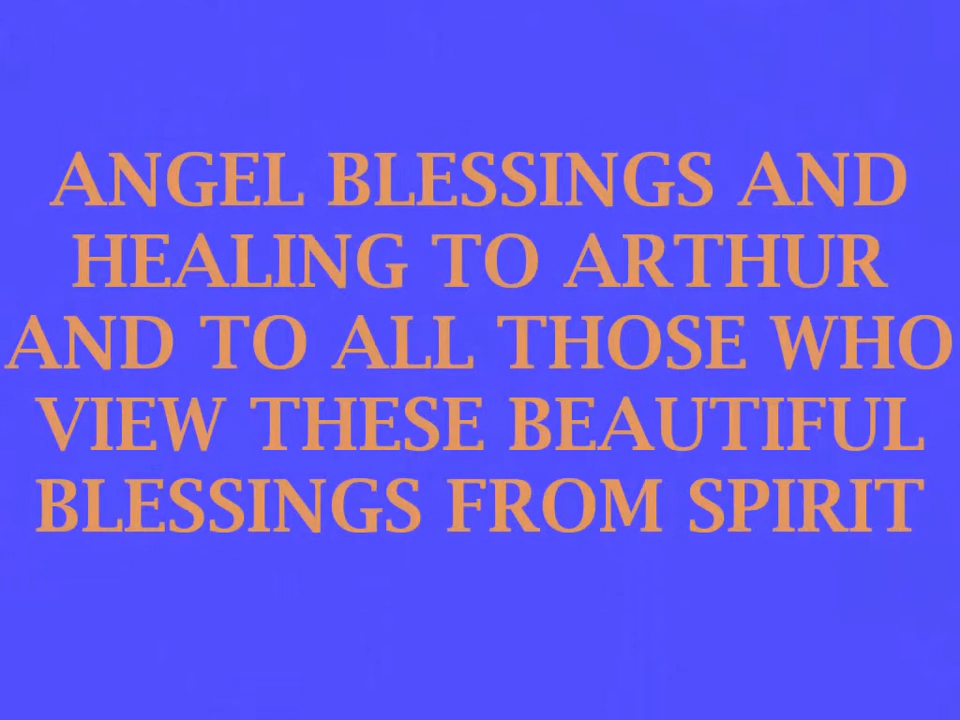 ANGEL BLESSINGS AND
HEALING TO ARTHUR
AND TO ALL THOSE WHO
VIEW THESE BEAUTIFUL
BLESSINGS FROM SPIRIT